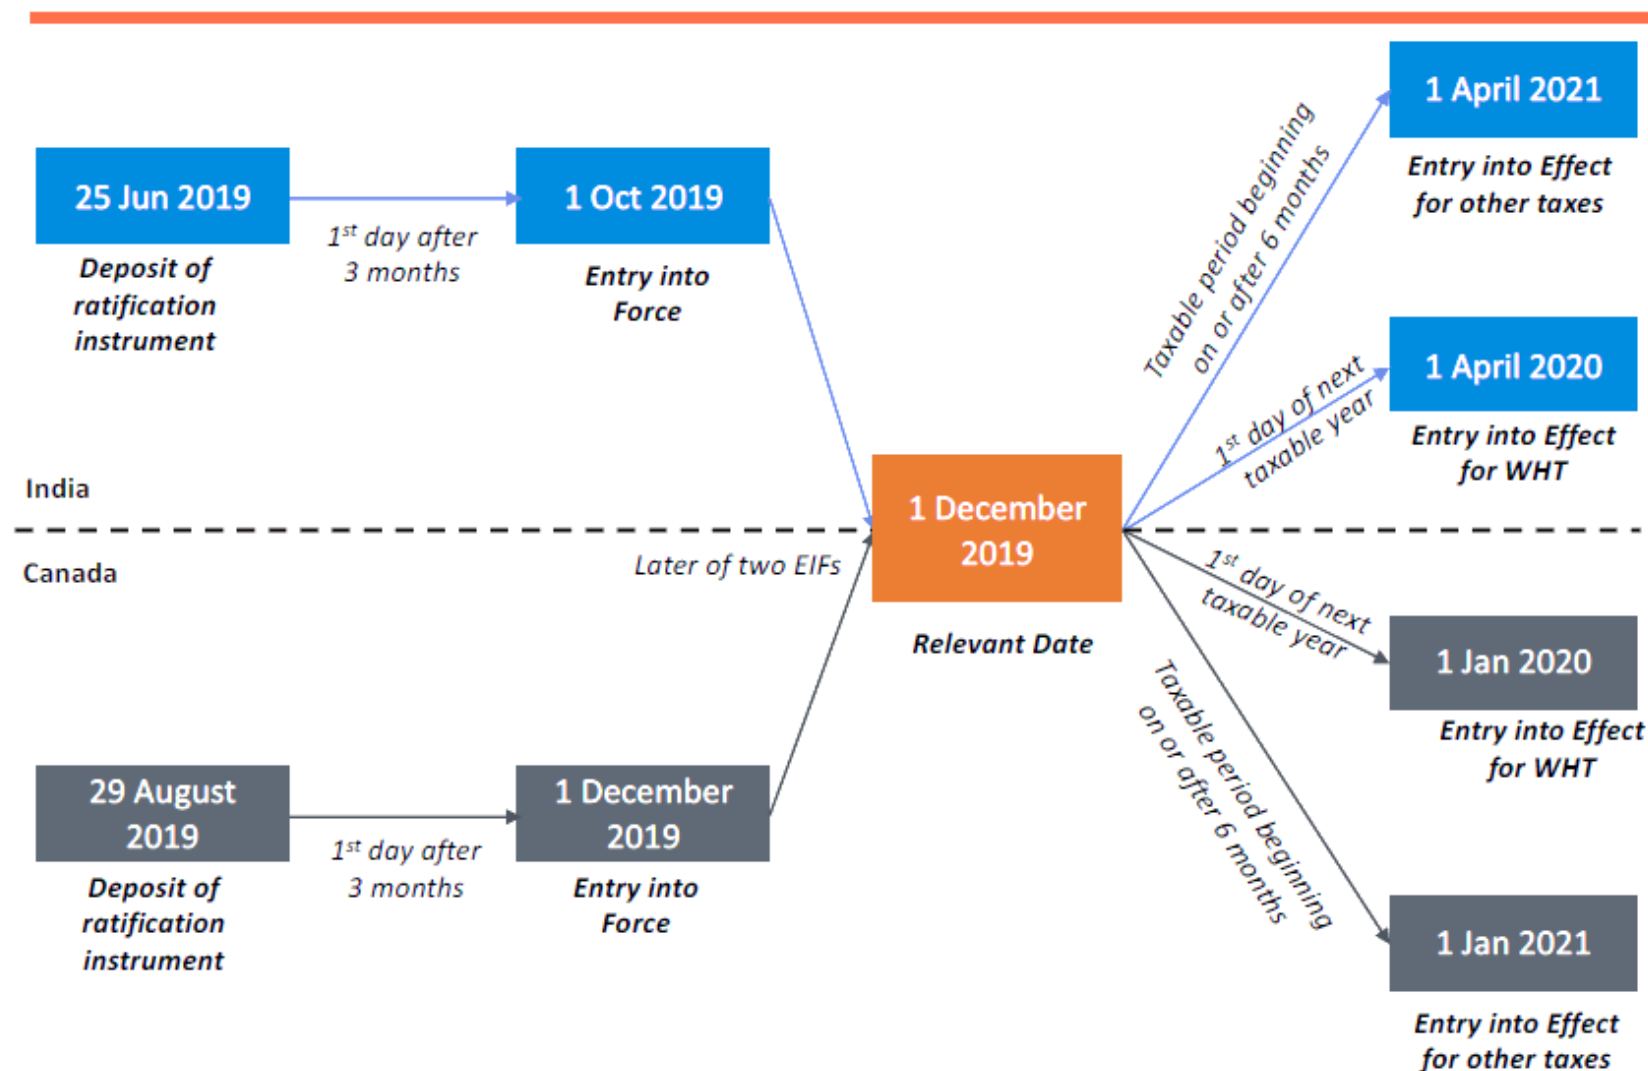 25 Jun 2019
Deposit of
ratification
instrument
1st day after
3 months
1 Oct 2019
Entry into
Force
Taxable period beginning
on or after 6 months
1 April 2021
Entry into Effect
for other taxes
1st day of next
taxable year
1 April 2020
Entry into Effect
for WHT
India
Canada
Later of two EIFs
1 December
2019
Relevant Date
1st day of next
taxable year
1 Jan 2020
Entry into Effect
for WHT
29 August
2019
Deposit of
ratification
instrument
1st day after
3 months
1 December
2019
Entry into
Force
Taxable period beginning
on or after 6 months
1 Jan 2021
Entry into Effect
for other taxes